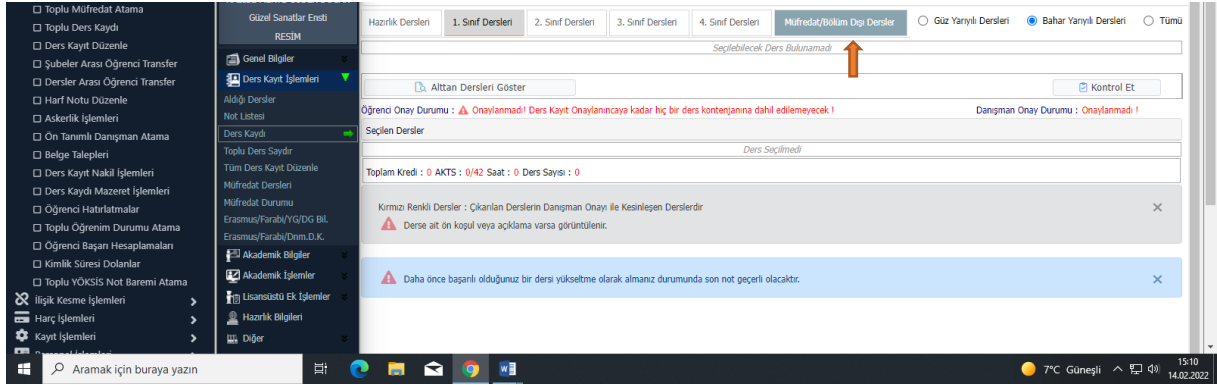 Toplu Müfredat Atama
Toplu Ders Kaydı
Ders Kayıt Düzenle
Şubeler Arası Öğrenci Transfer
Dersler Arası Öğrenci Transfer
Harf Notu Düzenle
Askerlik İşlemleri
Ön Tanımlı Danışman Atama
Belge Talepleri
Ders Kayıt Nakil İşlemleri
Ders Kaydı Mazeret İşlemleri
Öğrenci Hatırlatmalar
Toplu Öğrenim Durumu Atama
Öğrenci Başarı Hesaplamaları
Kimlik Süresi Dolanlar
Toplu YÖKSİS Not Baremi Atama
İlişik Kesme İşlemleri
Harç İşlemleri
Kayıt İşlemleri
Güzel Sanatlar Ensti
RESİM
Genel Bilgiler
Ders Kayıt İşlemleri
Aldığı Dersler
Not Listesi
Ders Kaydı
Toplu Ders Saydır
Tüm Ders Kayıt Düzenle
Müfredat Dersleri
Müfredat Durumu
Erasmus/Farabi/YG/DG Bil.
Erasmus/Farabi/Dnm.D.K.
Akademik Bilgiler
Akademik İşlemler
Lisansüstü Ek İşlemler
Hazırlık Bilgileri
Diğer
Hazırlık Dersleri 1. Sınıf Dersleri 2. Sınıf Dersleri 3. Sınıf Dersleri 4. Sınıf Dersleri Müfredat/Bölüm Dışı Dersler Güz Yarıyılı Dersleri Bahar Yarıyılı Dersleri Tümü
Seçilebilecek Ders Bulunamadı
Alttan Dersleri Göster Kontrol Et
Öğrenci Onay Durumu : Onaylanmadı! Ders Kayıt Onaylanıncaya kadar hiç bir ders kontenjanına dahil edilemeyecek ! Danışman Onay Durumu : Onaylanmadı !
Seçilen Dersler
Ders Seçilmedi
Toplam Kredi : 0 AKTS : 0/42 Saat : 0 Ders Sayısı : 0
Kırmızı Renkli Dersler : Çıkarılan Derslerin Danışman Onayı ile Kesinleşen Derslerdir
Derse ait ön koşul veya açıklama varsa görüntülenir.
Daha önce başarılı olduğunuz bir dersi yükseltme olarak almanız durumunda son not geçerli olacaktır.
Aramak için buraya yazın
7°C Güneşli
15:10
14.02.2022